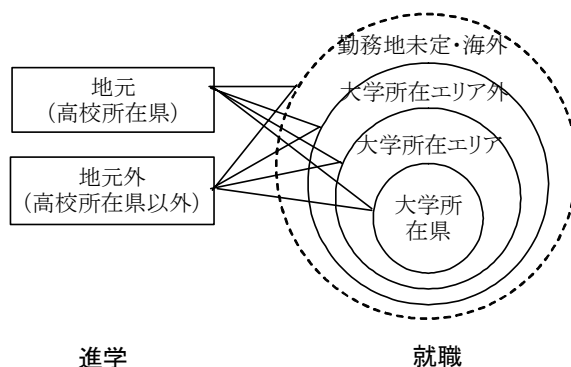 地元
（高校所在県）
地元外
（高校所在県以外）
勤務地未定・海外
大学所在エリア外
大学所在エリア
大学所
在県
進学
就職